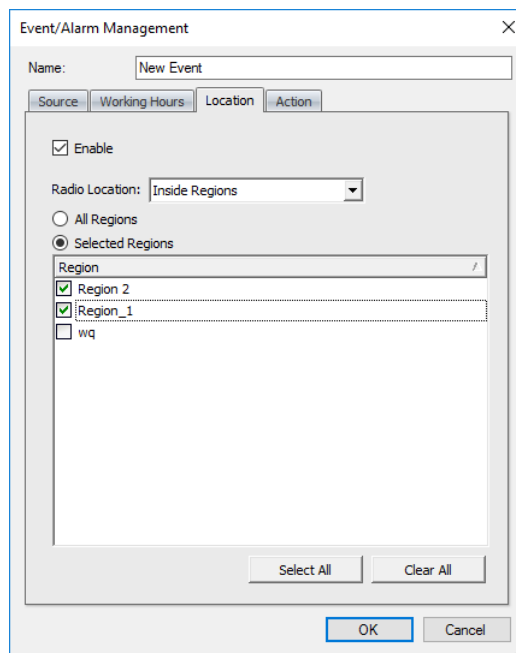 Event/Alarm Management
Name: New Event
Source Working Hours Location Action
Enable
Radio Location: Inside Regions
All Regions
Selected Regions
Region
Region 2
Region_1
wq
Select All Clear All
OK Cancel